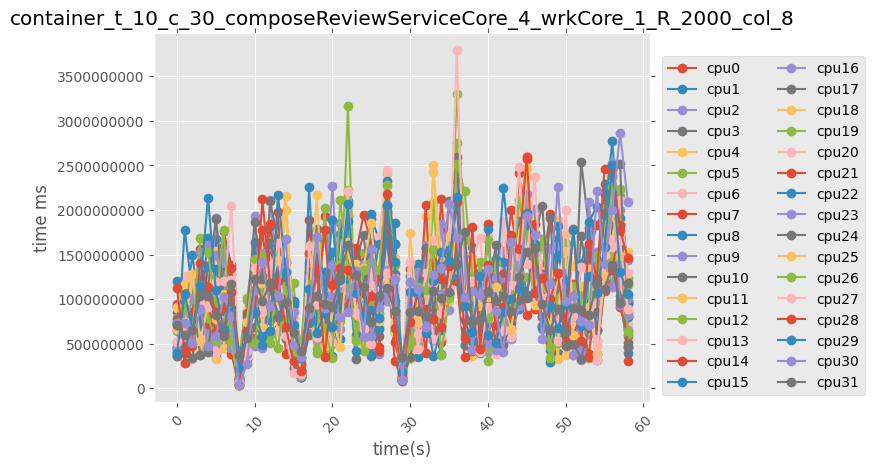 container_t_10_c_30_composeReviewServiceCore_4_wrkCore_1_R_2000_col_8
time ms
3500000000
3000000000
2500000000
2000000000
1500000000
1000000000
500000000
0
0
10
20
30
40
50
60
time(s)
cpu0
cpu1
cpu2
cpu3
cpu4
cpu5
cpu6
cpu7
cpu8
cpu9
cpu10
cpu11
cpu12
cpu13
cpu14
cpu15
cpu16
cpu17
cpu18
cpu19
cpu20
cpu21
cpu22
cpu23
cpu24
cpu25
cpu26
cpu27
cpu28
cpu29
cpu30
cpu31